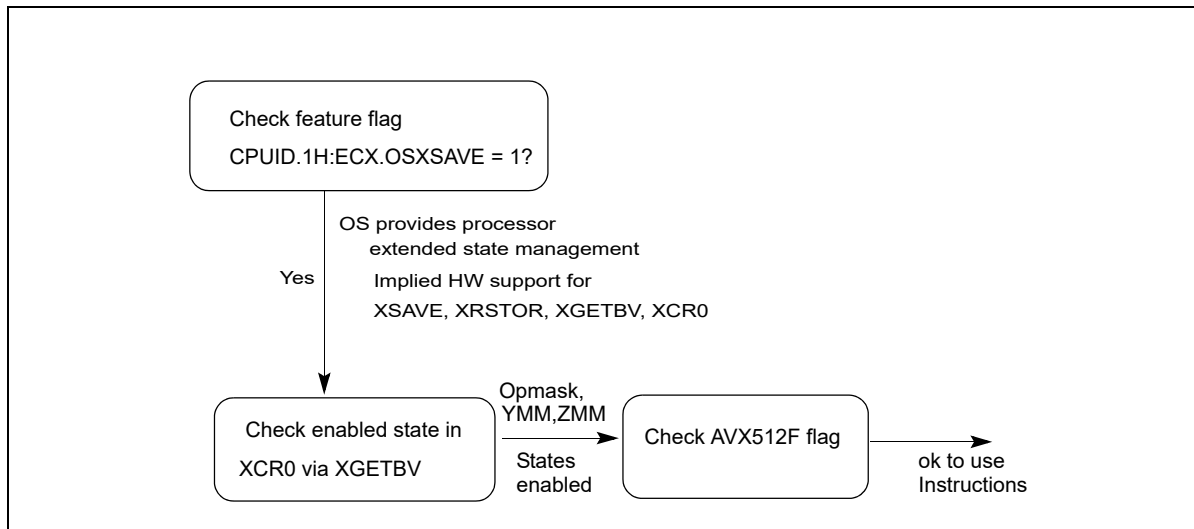 Check feature flag
CPUID.1H:ECX.OSXSAVE = 1?
OS provides processor
extended state management
Yes
Implied HW support for
XSAVE, XRSTOR, XGETBV, XCR0
Check enabled state in
XCR0 via XGETBV
Opmask,
YMM,ZMM
States
enabled
Check AVX512F flag
ok to use
Instructions